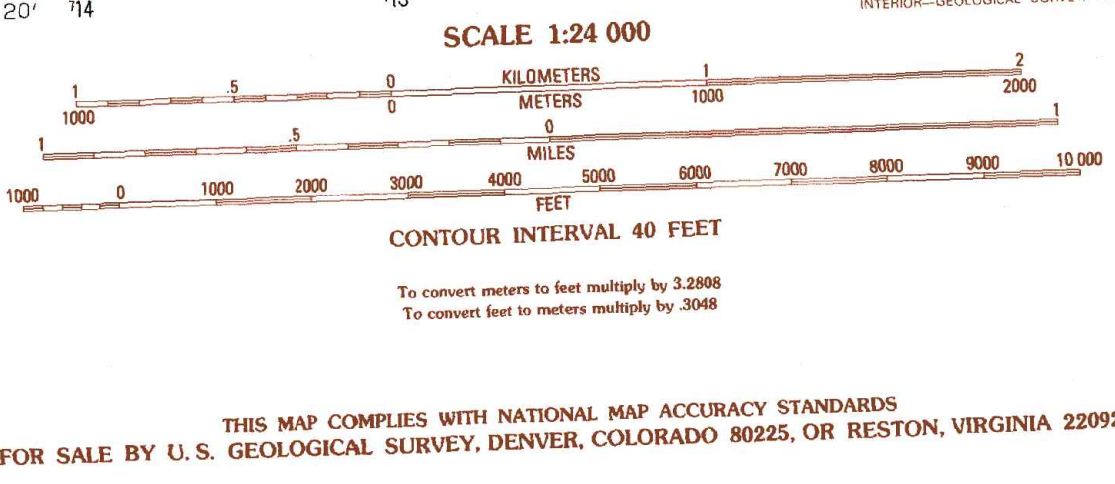 20′ ⁷14
INTERIOR—GEOLOGICAL
SCALE 1:24 000
1 .5 0 KILOMETERS 1 2
1000 0 METERS 1000 2000
1 .5 0 1
MILES
1000 0 1000 2000 3000 4000 5000 6000 7000 8000 9000 10 000
FEET
CONTOUR INTERVAL 40 FEET
To convert meters to feet multiply by 3.2808
To convert feet to meters multiply by .3048
THIS MAP COMPLIES WITH NATIONAL MAP ACCURACY STANDARDS
FOR SALE BY U. S. GEOLOGICAL SURVEY, DENVER, COLORADO 80225, OR RESTON, VIRGINIA 22092